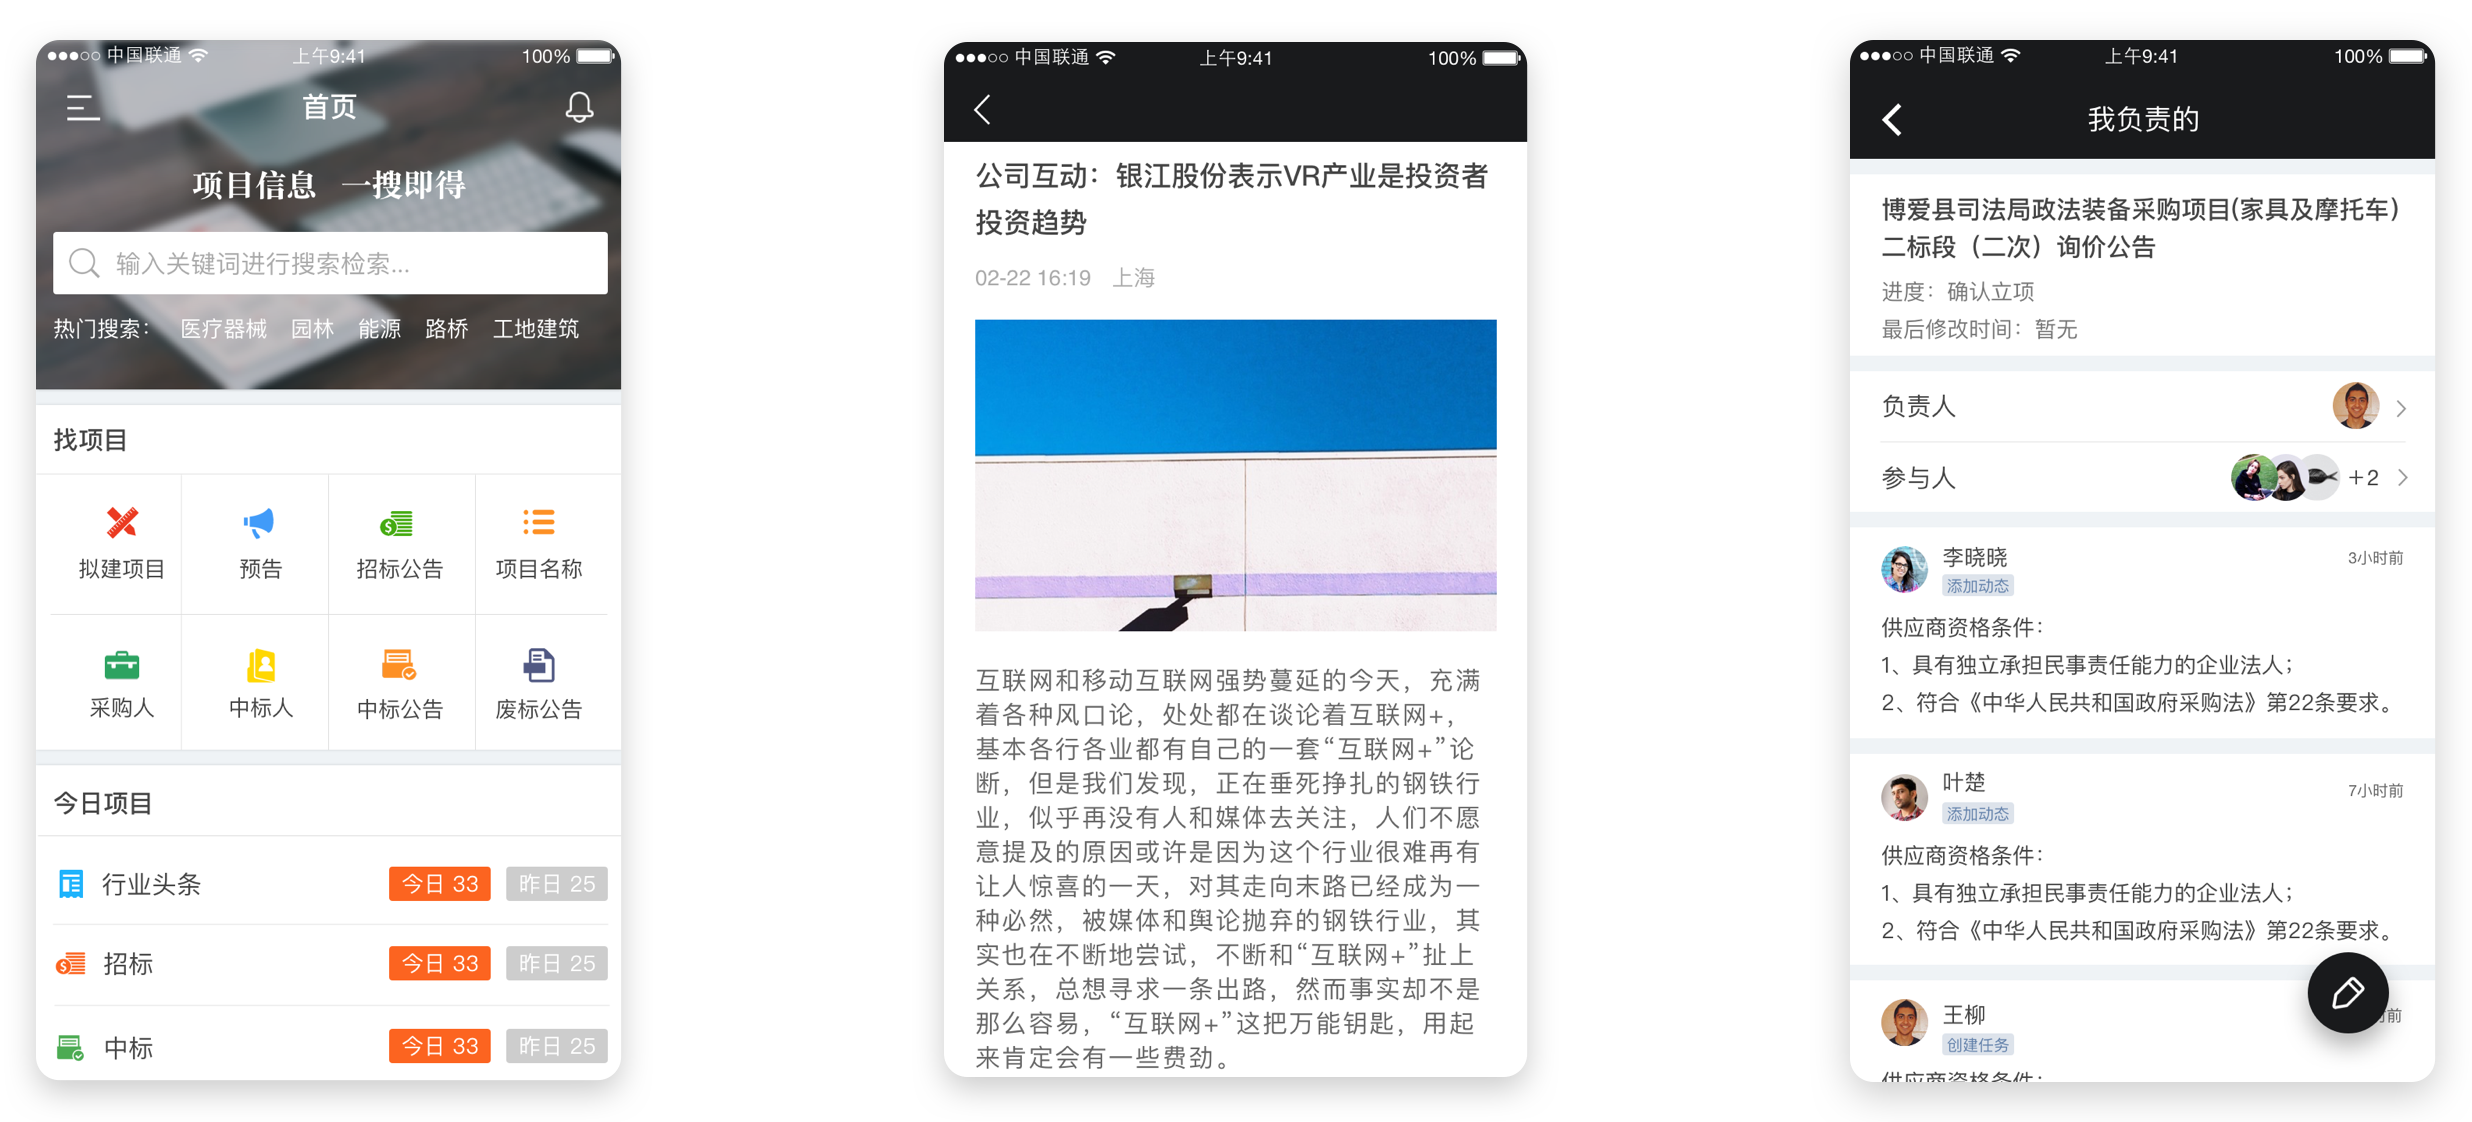 中国联通 上午9:41 100%
首页
项目信息 一搜即得
输入关键词进行搜索检索...
热门搜索： 医疗器械 园林 能源 路桥 工地建筑
找项目
拟建项目 预告 招标公告 项目名称
采购人 中标人 中标公告 废标公告
今日项目
行业头条 今日 33 昨日 25
招标 今日 33 昨日 25
中标 今日 33 昨日 25
中国联通 上午9:41 100%
公司互动：银江股份表示VR产业是投资者
投资趋势
02-22 16:19 上海
互联网和移动互联网强势蔓延的今天，充满
着各种风口论，处处都在谈论着互联网+，
基本各行各业都有自己的一套“互联网+”论
断，但是我们发现，正在垂死挣扎的钢铁行
业，似乎再没有人和媒体去关注，人们不愿
意提及的原因或许是因为这个行业很难再有
让人惊喜的一天，对其走向末路已经成为一
种必然，被媒体和舆论抛弃的钢铁行业，其
实也在不断地尝试，不断和“互联网+”扯上
关系，总想寻求一条出路，然而事实却不是
那么容易，“互联网+”这把万能钥匙，用起
来肯定会有一些费劲。
中国联通 上午9:41 100%
我负责的
博爱县司法局政法装备采购项目(家具及摩托车）
二标段（二次）询价公告
进度：确认立项
最后修改时间：暂无
负责人
参与人 +2
李晓晓 3小时前
添加动态
供应商资格条件：
1、具有独立承担民事责任能力的企业法人；
2、符合《中华人民共和国政府采购法》第22条要求。
叶楚 7小时前
添加动态
供应商资格条件：
1、具有独立承担民事责任能力的企业法人；
2、符合《中华人民共和国政府采购法》第22条要求。
王柳 前
创建任务
供应商资格条件：